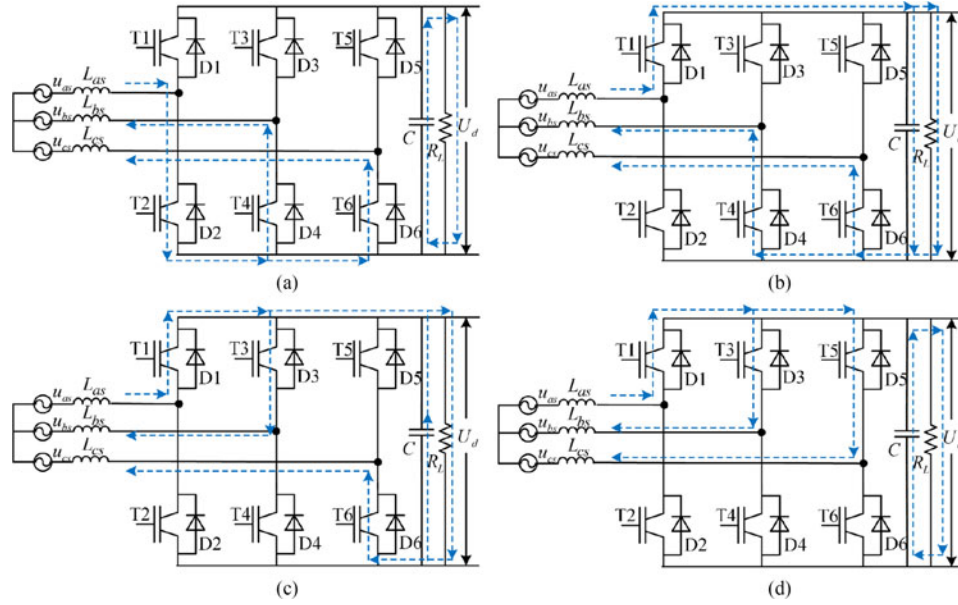 T1 T3 T5
D1 D3 D5
u_as L_as
u_bs L_bs
u_cs L_cs
C R_L U_d
T2 T4 T6
D2 D4 D6
(a)
T1 T3 T5
D1 D3 D5
u_as L_as
u_bs L_bs
u_cs L_cs
C R_L U
T2 T4 T6
D2 D4 D6
(b)
T1 T3 T5
D1 D3 D5
u_as L_as
u_bs L_bs
u_cs L_cs
C R_L U_d
T2 T4 T6
D2 D4 D6
(c)
T1 T3 T5
D1 D3 D5
u_as L_as
u_bs L_bs
u_cs L_cs
C R_L U
T2 T4 T6
D2 D4 D6
(d)